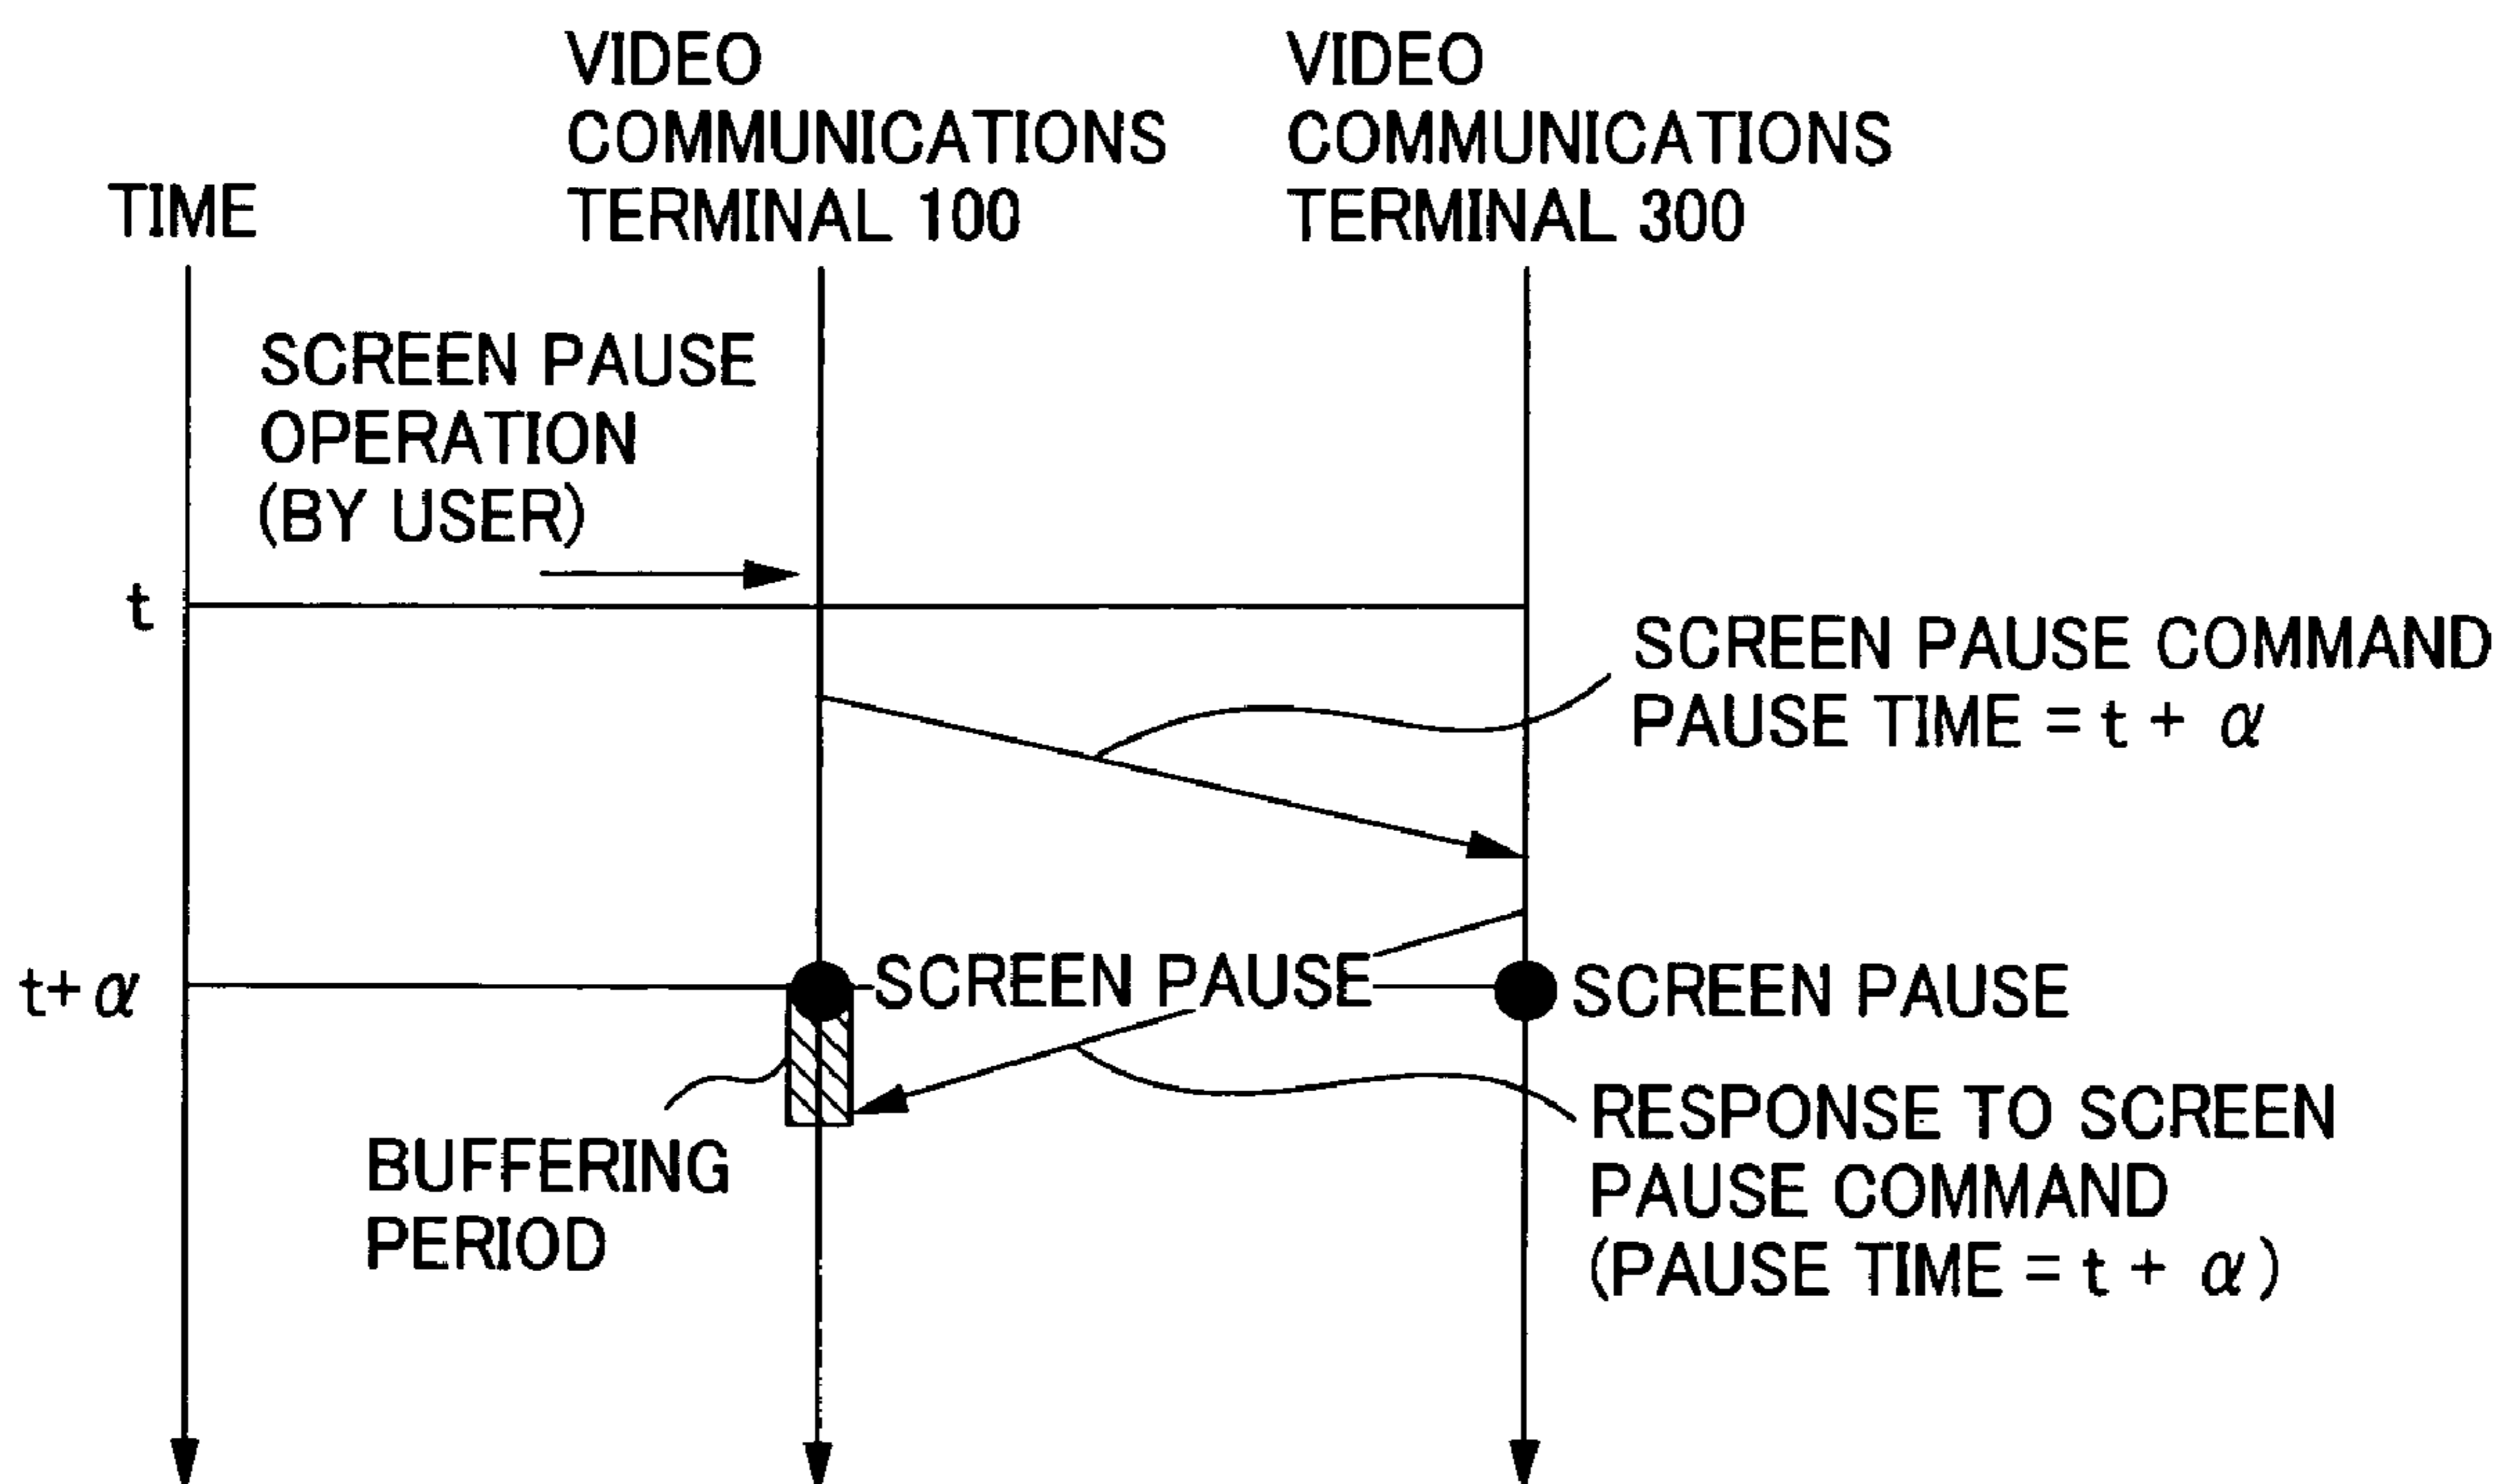 VIDEO
COMMUNICATIONS
TERMINAL 100
VIDEO
COMMUNICATIONS
TERMINAL 300
TIME
SCREEN PAUSE
OPERATION
(BY USER)
t
SCREEN PAUSE COMMAND
PAUSE TIME = t + α
t+ α
SCREEN PAUSE
SCREEN PAUSE
BUFFERING
PERIOD
RESPONSE TO SCREEN
PAUSE COMMAND
(PAUSE TIME = t + α)